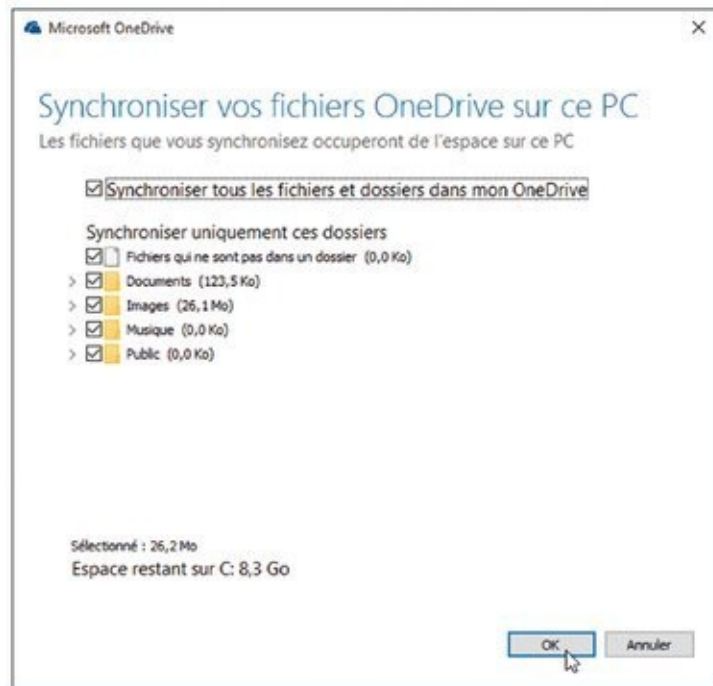 Microsoft OneDrive
Synchroniser vos fichiers OneDrive sur ce PC
Les fichiers que vous synchronisez occuperont de l'espace sur ce PC
Synchroniser tous les fichiers et dossiers dans mon OneDrive
Synchroniser uniquement ces dossiers
Fichiers qui ne sont pas dans un dossier (0,0 Ko)
Documents (123,5 Ko)
Images (26,1 Mo)
Musique (0,0 Ko)
Public (0,0 Ko)
Sélectionné : 26,2 Mo
Espace restant sur C: 8,3 Go
OK Annuler